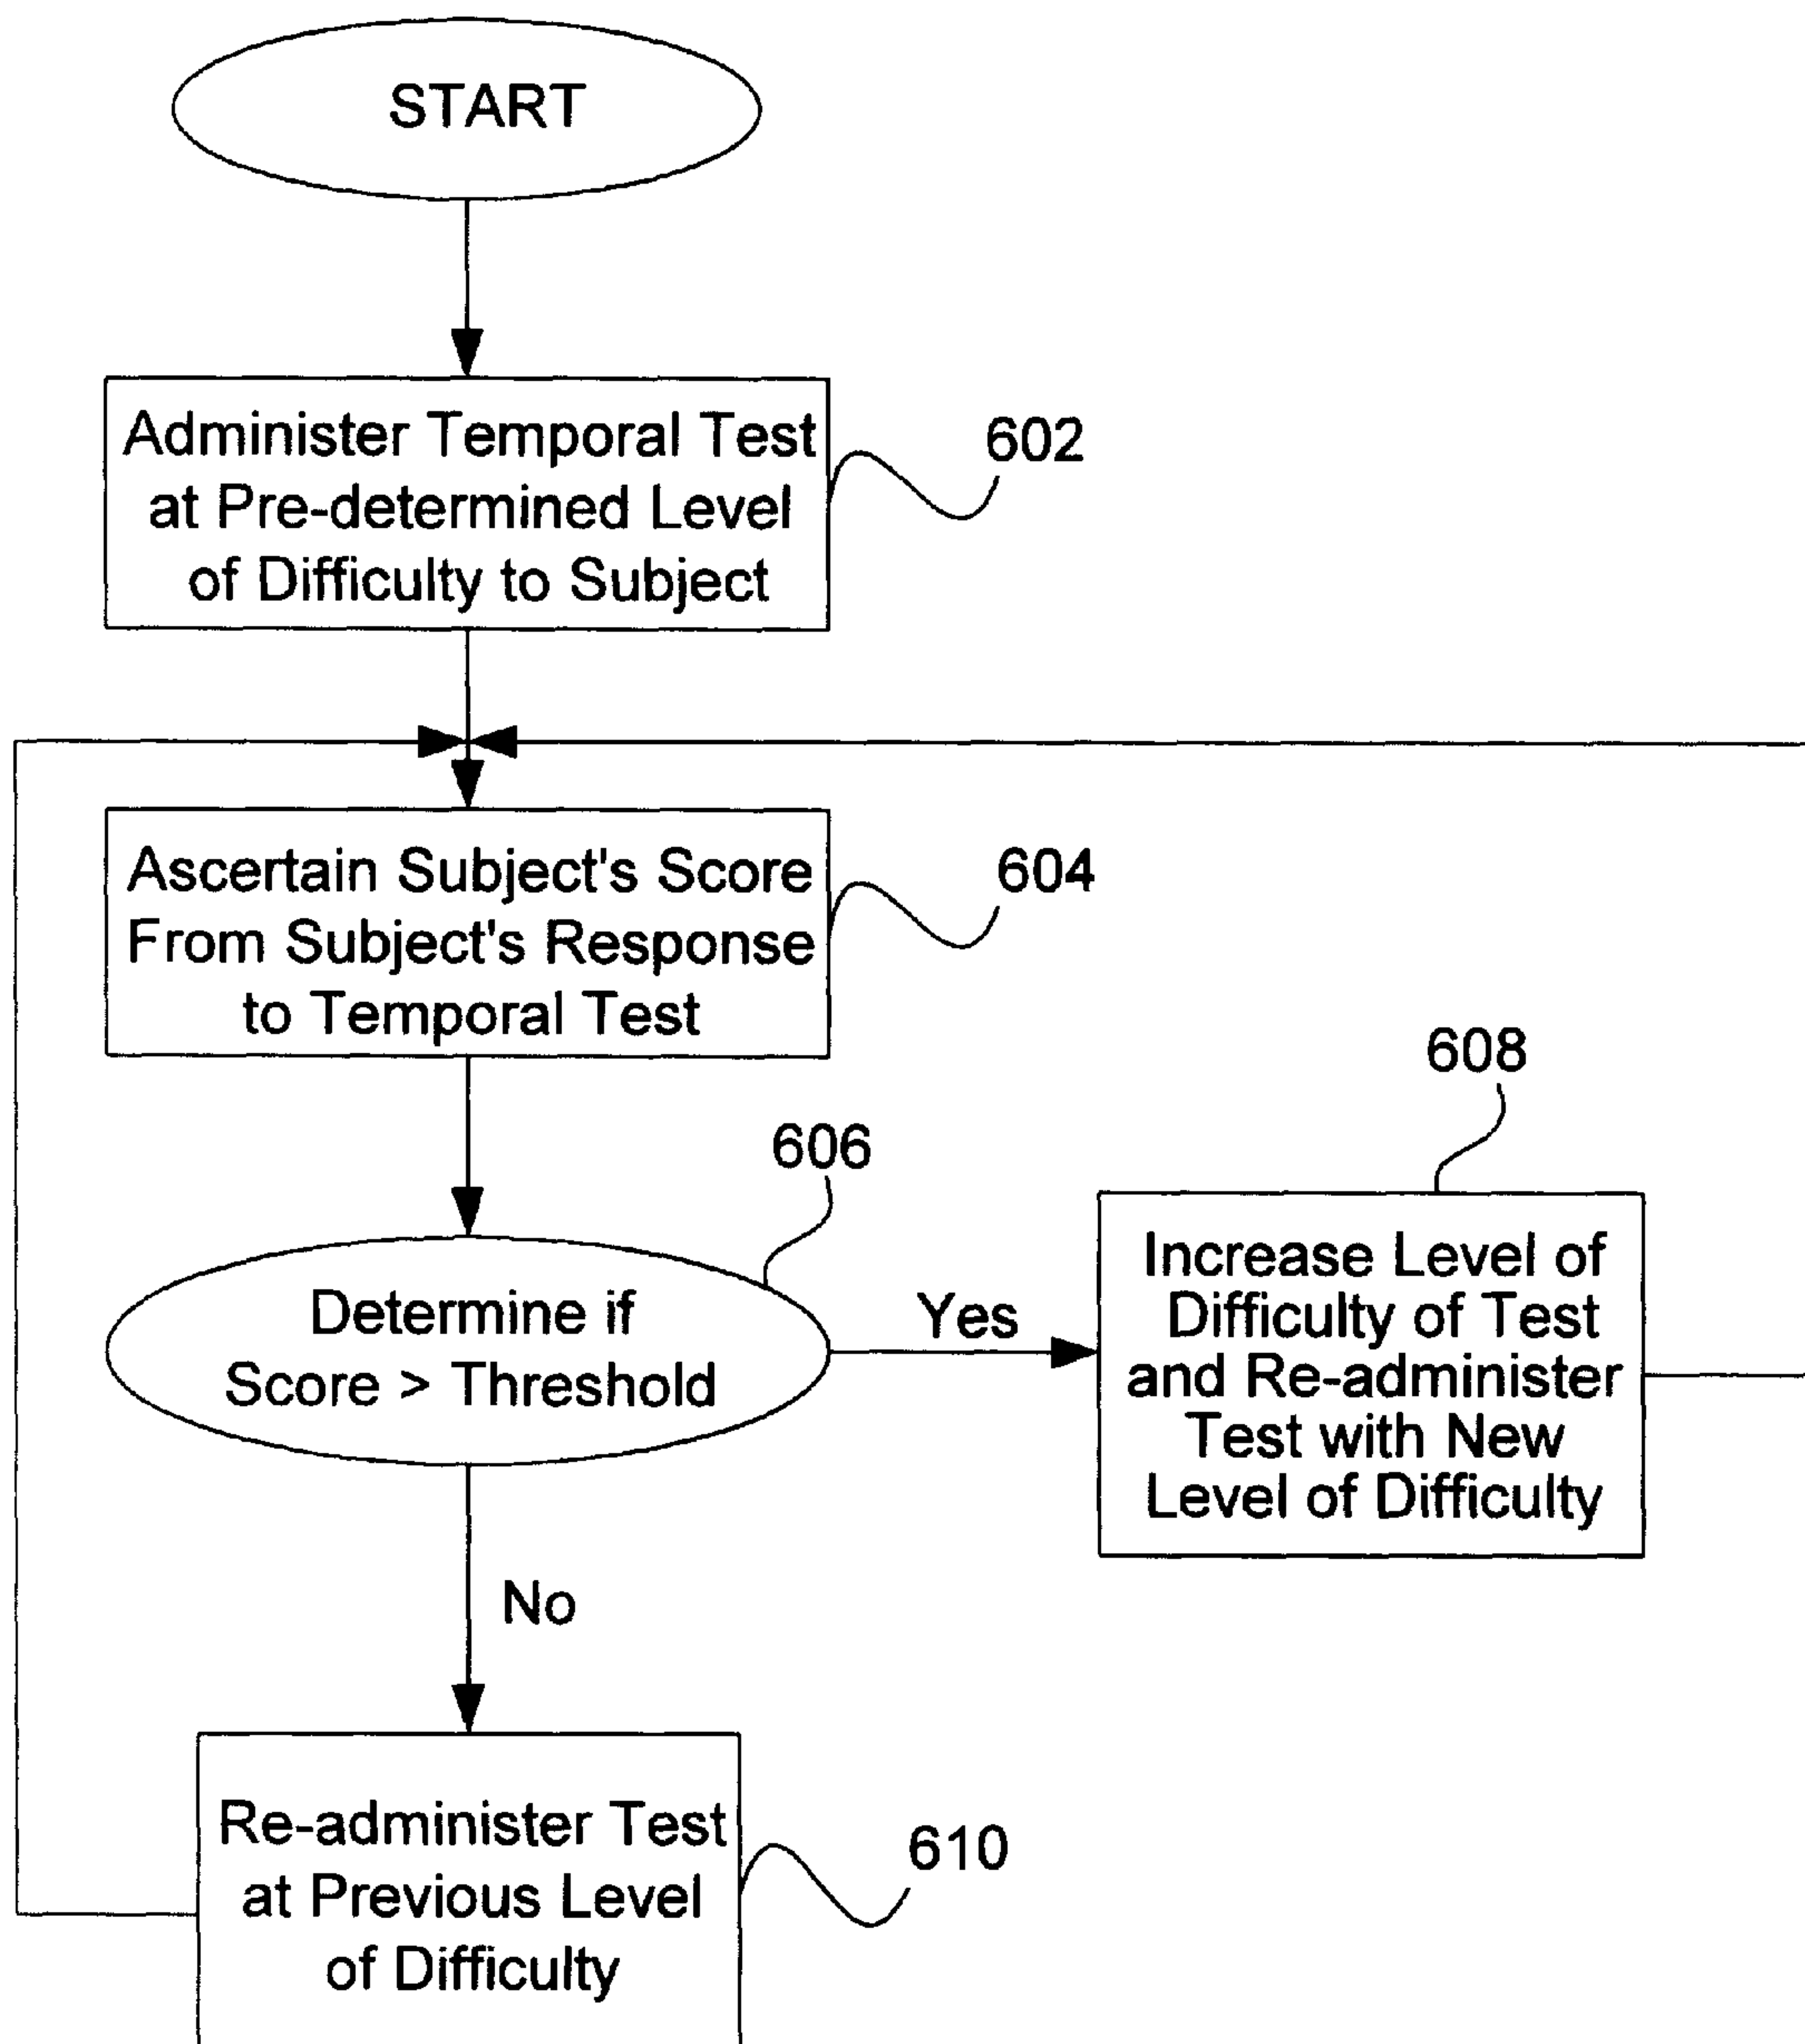 START
Administer Temporal Test
at Pre-determined Level
of Difficulty to Subject
602
Ascertain Subject's Score
From Subject's Response
to Temporal Test
604
606
Determine if
Score > Threshold
Yes
608
Increase Level of
Difficulty of Test
and Re-administer
Test with New
Level of Difficulty
No
Re-administer Test
at Previous Level
of Difficulty
610